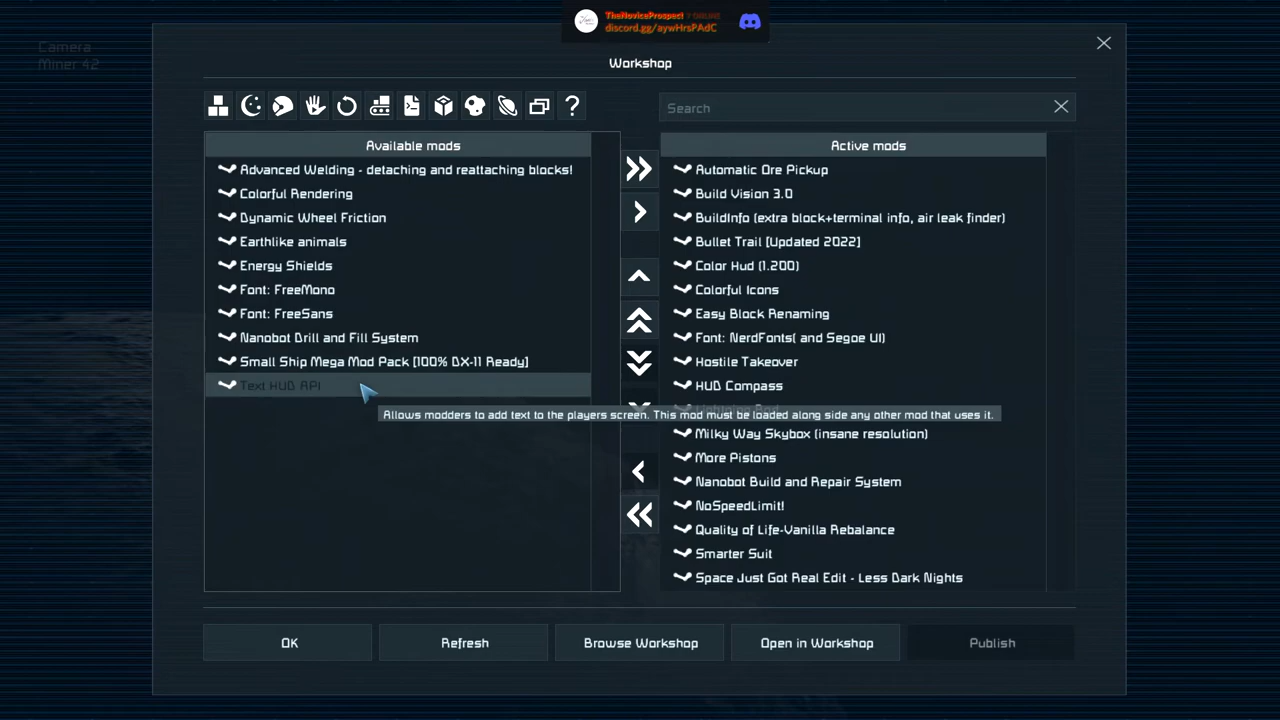 TheNoviceProspect
discord.gg/aywHrsPAdC
Camera
Miner 42
Workshop
?
Search
Available mods
Advanced Welding - detaching and reattaching blocks!
Colorful Rendering
Dynamic Wheel Friction
Earthlike animals
Energy Shields
Font: FreeMono
Font: FreeSans
Nanobot Drill and Fill System
Small Ship Mega Mod Pack [100% DX-11 Ready]
Text HUD API
Allows modders to add text to the players screen. This mod must be loaded along side any other mod that uses it.
Active mods
Automatic Ore Pickup
Build Vision 3.0
BuildInfo (extra block+terminal info, air leak finder)
Bullet Trail [Updated 2022]
Color Hud (1.200)
Colorful Icons
Easy Block Renaming
Font: NerdFonts( and Segoe UI)
Hostile Takeover
HUD Compass
Milky Way Skybox (insane resolution)
More Pistons
Nanobot Build and Repair System
NoSpeedLimit!
Quality of Life-Vanilla Rebalance
Smarter Suit
Space Just Got Real Edit - Less Dark Nights
OK
Refresh
Browse Workshop
Open in Workshop
Publish